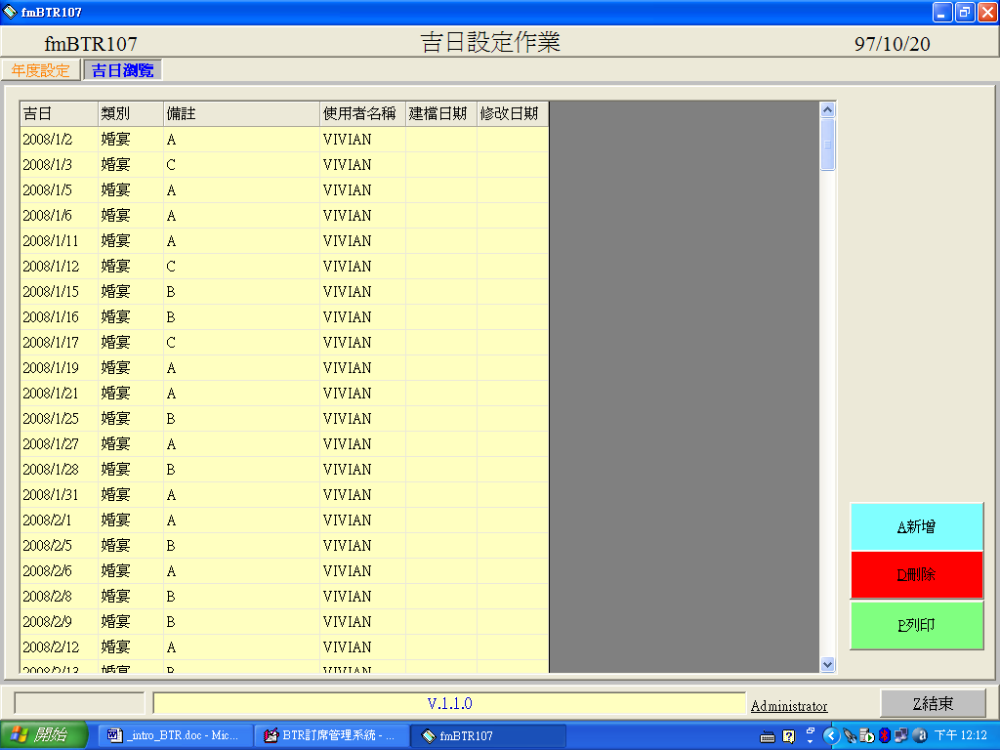 fmBTR107
fmBTR107 吉日設定作業 97/10/20
年度設定 吉日瀏覽
吉日 類別 備註 使用者名稱 建檔日期 修改日期
2008/1/2 婚宴 A VIVIAN
2008/1/3 婚宴 C VIVIAN
2008/1/5 婚宴 A VIVIAN
2008/1/6 婚宴 A VIVIAN
2008/1/11 婚宴 A VIVIAN
2008/1/12 婚宴 C VIVIAN
2008/1/15 婚宴 B VIVIAN
2008/1/16 婚宴 B VIVIAN
2008/1/17 婚宴 C VIVIAN
2008/1/19 婚宴 A VIVIAN
2008/1/21 婚宴 A VIVIAN
2008/1/25 婚宴 B VIVIAN
2008/1/27 婚宴 A VIVIAN
2008/1/28 婚宴 B VIVIAN
2008/1/31 婚宴 A VIVIAN
2008/2/1 婚宴 A VIVIAN
2008/2/5 婚宴 B VIVIAN
2008/2/6 婚宴 A VIVIAN
2008/2/8 婚宴 B VIVIAN
2008/2/9 婚宴 B VIVIAN
2008/2/12 婚宴 A VIVIAN
2008/2/13 婚宴 B VIVIAN
A新增
D刪除
P列印
V.1.1.0 Administrator Z結束
開始 _intro_BTR.doc - Mic... BTR訂席管理系統 - ... fmBTR107 下午 12:12